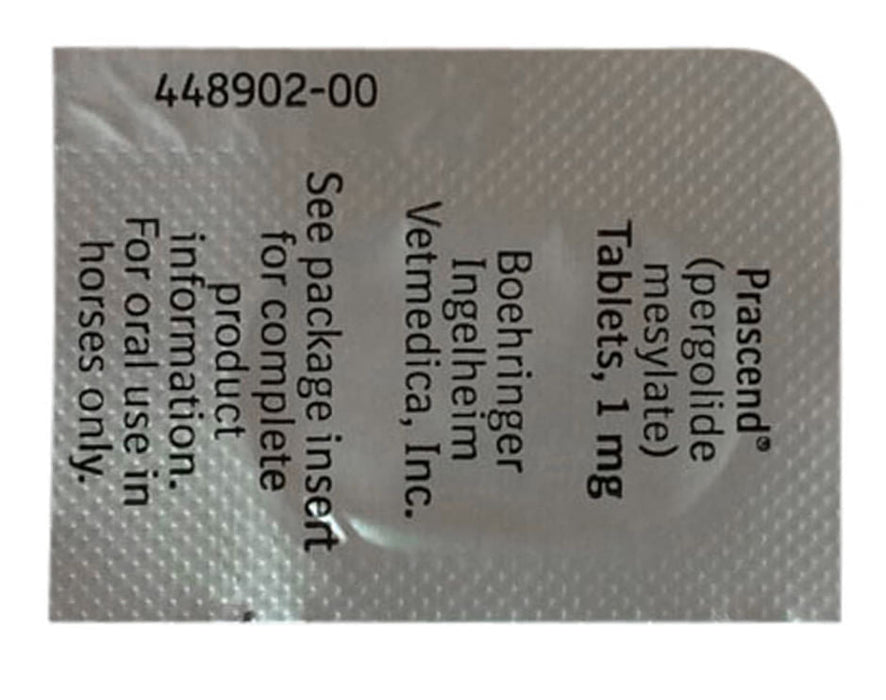 448902-00
Prascend®
(pergolide
mesylate)
Tablets, 1 mg
Boehringer
Ingelheim
Vetmedica, Inc.
See package insert
for complete
product
information.
For oral use in
horses only.